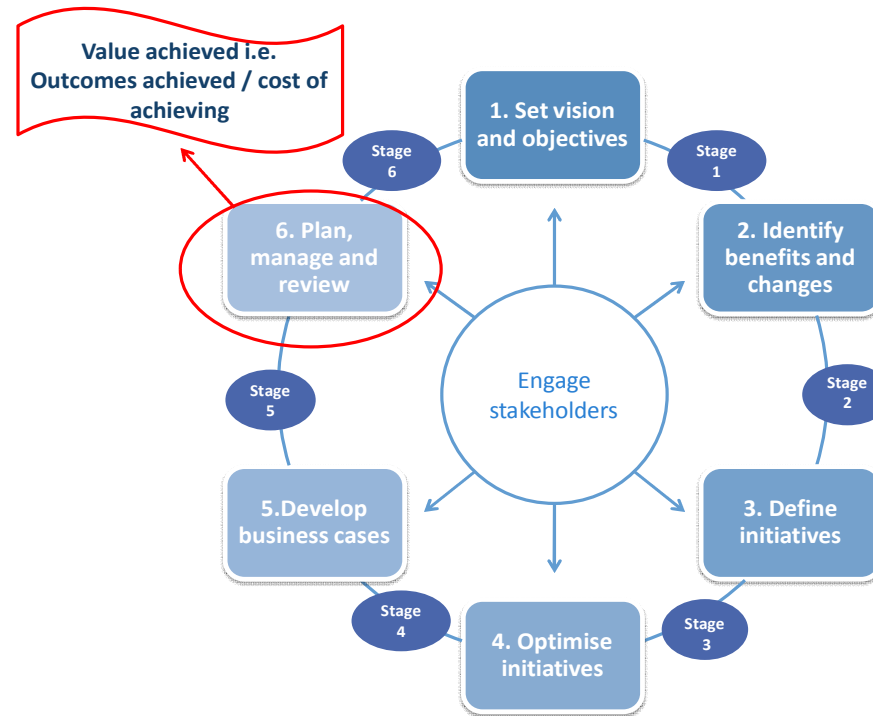 Value achieved i.e.
Outcomes achieved / cost of
achieving
1. Set vision
and objectives
Stage
6
Stage
1
6. Plan,
manage and
review
2. Identify
benefits and
changes
Engage
stakeholders
Stage
5
Stage
2
5.Develop
business cases
3. Define
initiatives
Stage
4
Stage
3
4. Optimise
initiatives